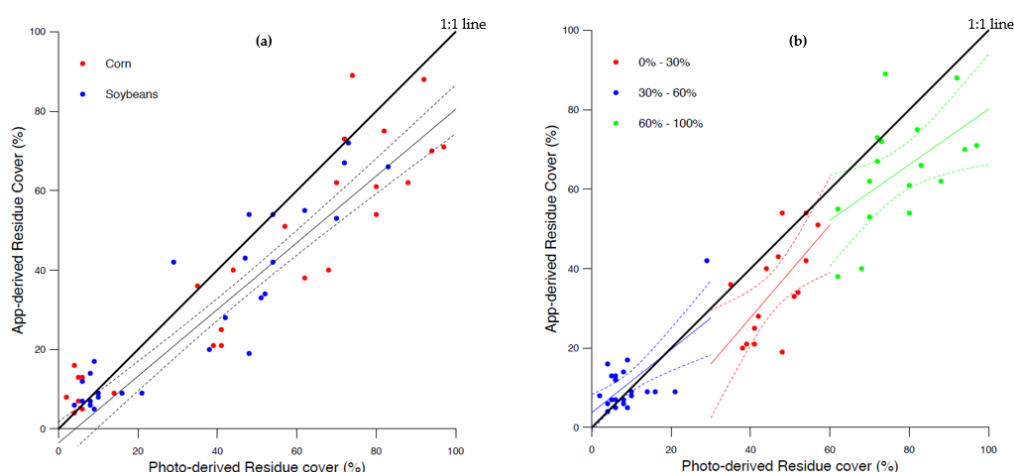 1:1 line
(a)
Corn
Soybeans
App-derived Residue Cover (%)
100
80
60
40
20
0
0 20 40 60 80 100
Photo-derived Residue cover (%)
1:1 line
(b)
0% - 30%
30% - 60%
60% - 100%
App-derived Residue Cover (%)
100
80
60
40
20
0
0 20 40 60 80 100
Photo-derived Residue cover (%)